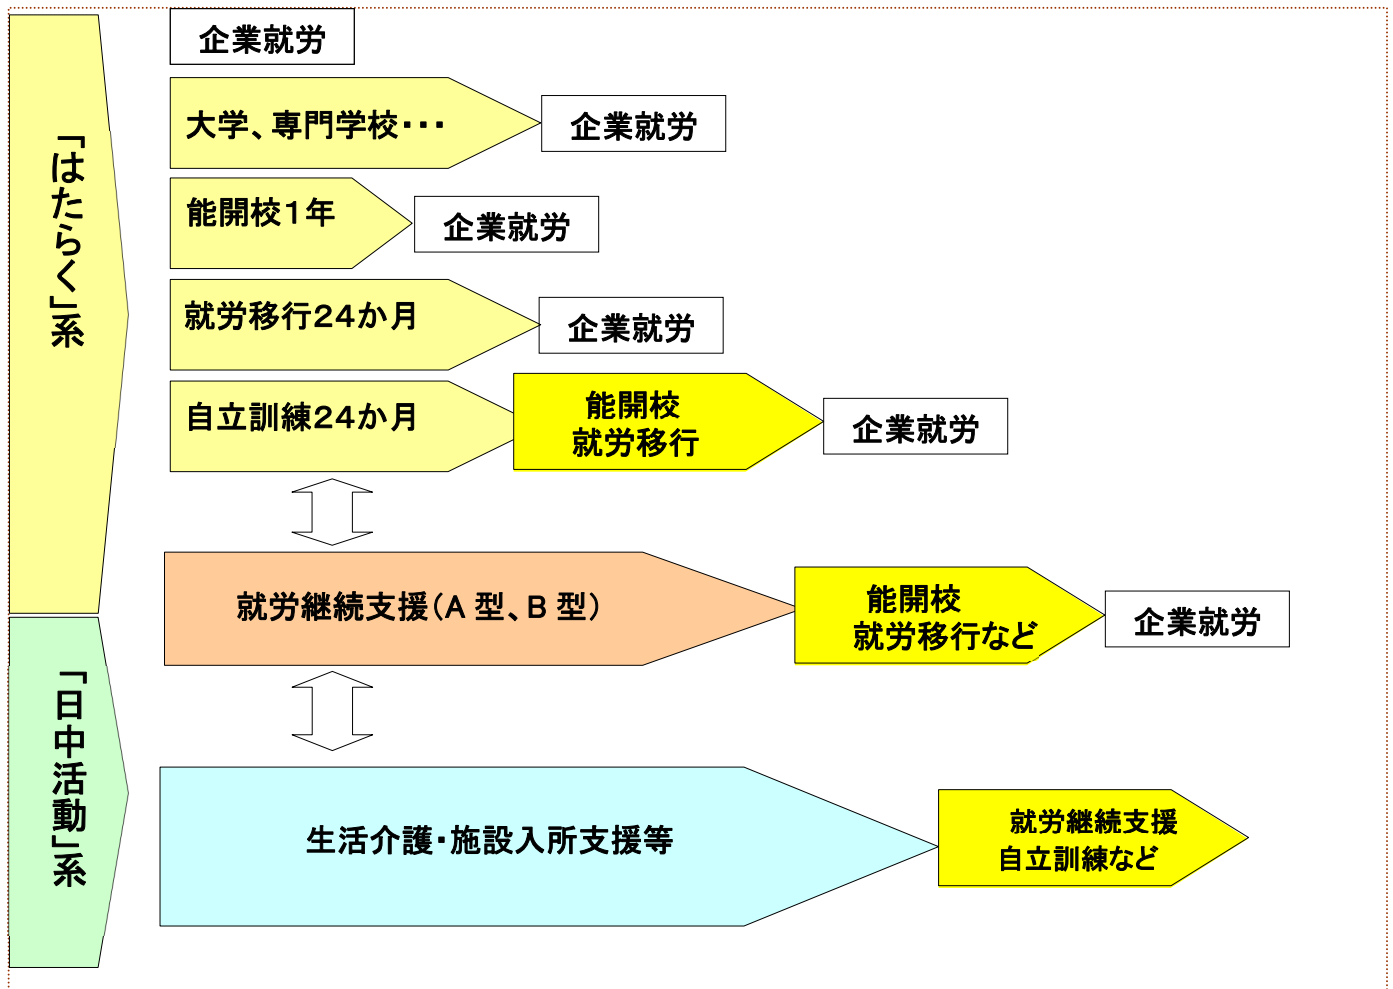 「はたらく」系
企業就労
大学、専門学校・・・
企業就労
能開校１年
企業就労
就労移行２４か月
企業就労
自立訓練２４か月
能開校
就労移行
企業就労
就労継続支援（Ａ型、Ｂ型）
能開校
就労移行など
企業就労
「日中活動」系
生活介護・施設入所支援等
就労継続支援
自立訓練など